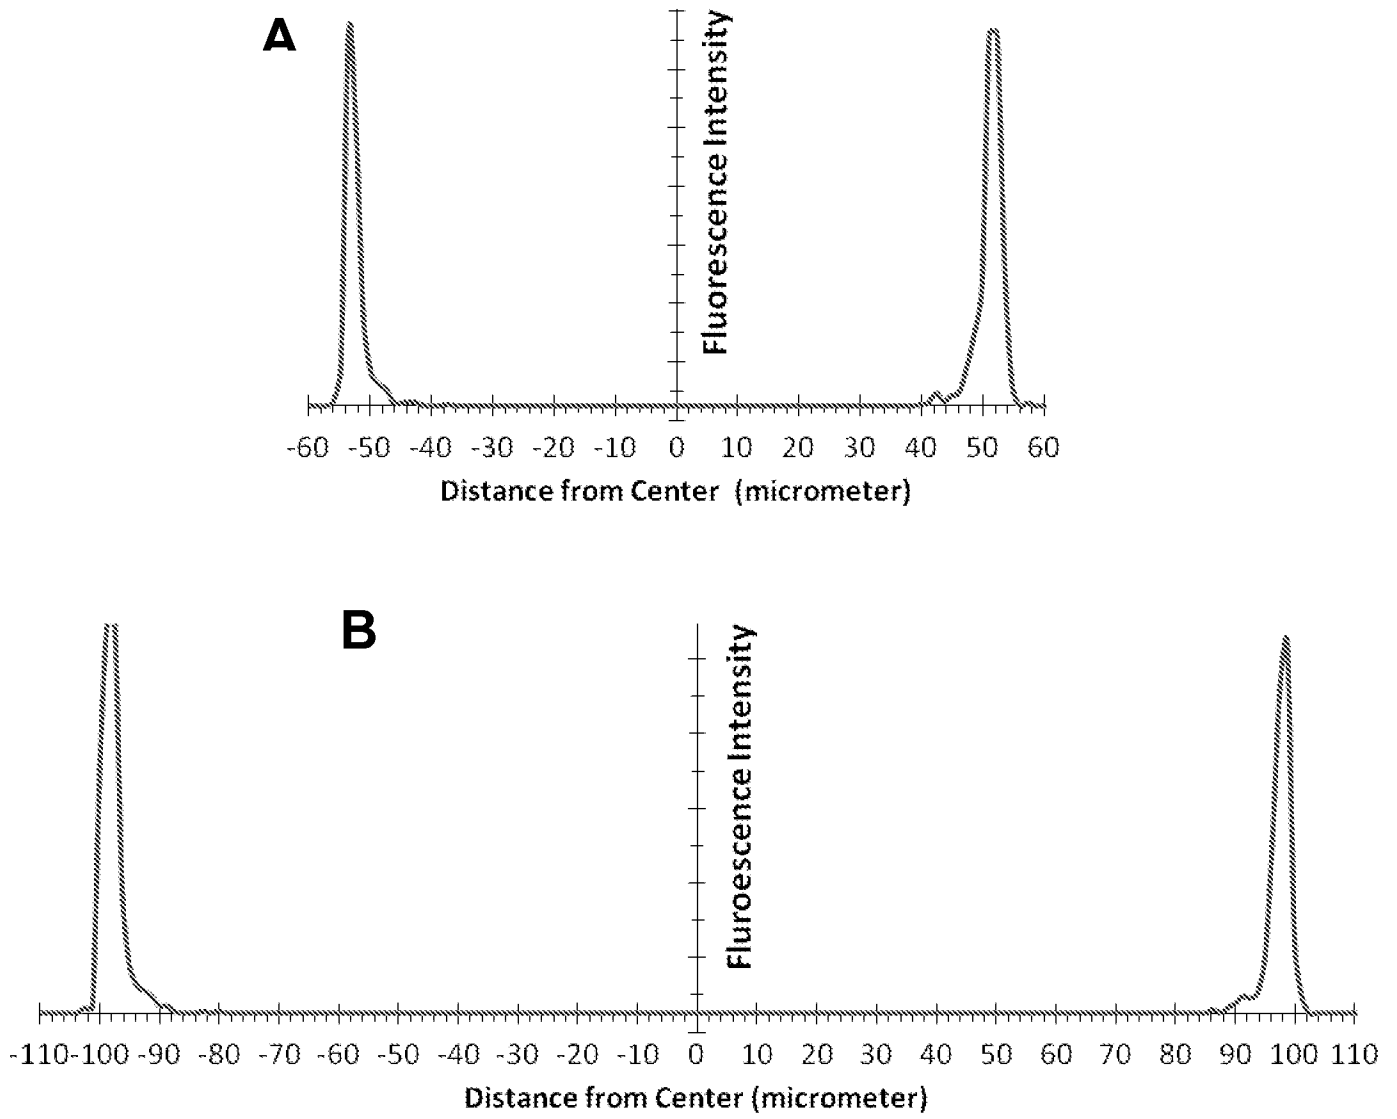 A
Fluorescence Intensity
-60 -50 -40 -30 -20 -10 0 10 20 30 40 50 60
Distance from Center (micrometer)
B
Fluroescence Intensity
-110 -100 -90 -80 -70 -60 -50 -40 -30 -20 -10 0 10 20 30 40 50 60 70 80 90 100 110
Distance from Center (micrometer)